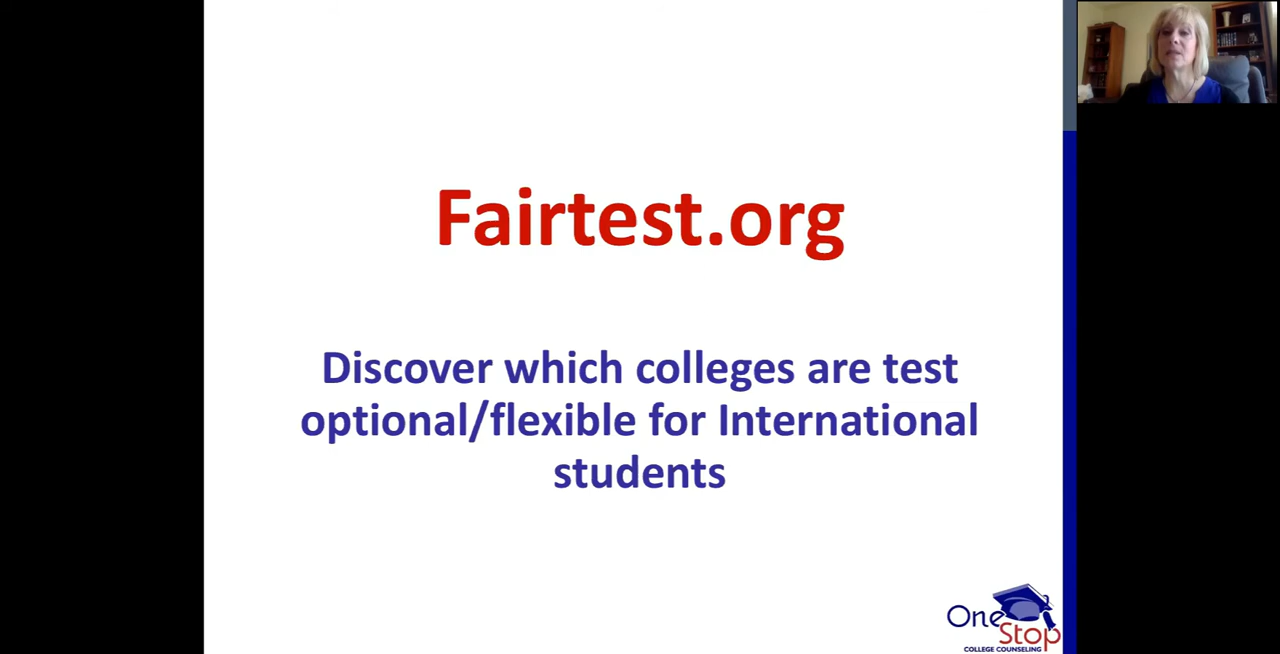 Fairtest.org
Discover which colleges are test
optional/flexible for International
students
One
Stop
COLLEGE COUNSELING